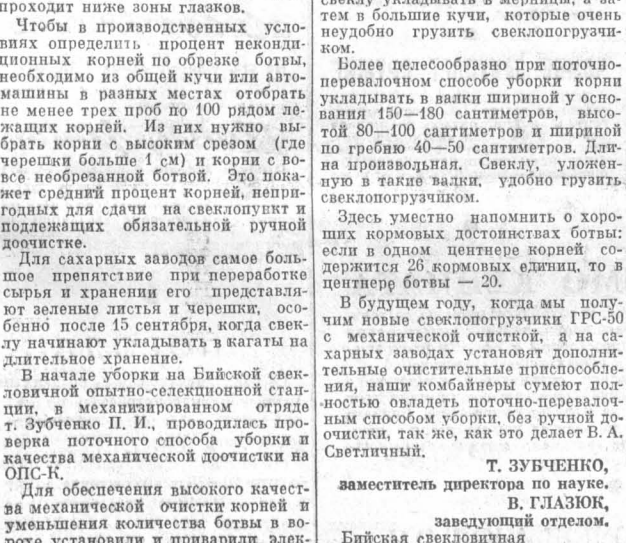 проходит ниже зоны глазков.
Чтобы в производственных усло-
виях определить процент некониди-
ционных корней по обрезке ботвы,
необходимо из общей кучи или авто-
машины в разных местах отобрать
не менее трех проб по 100 рядом ле-
жащих корней. Из них нужно вы-
брать корни с высоким срезом (где
черешки больше 1 см) и корни с во-
все необрезанной ботвой. Это пока-
жет средний процент корней, непри-
годных для сдачи на свеклопункт и
подлежащих обязательной ручной
доочистке.
Для сахарных заводов самое боль-
шое препятствие при переработке
сырья и хранении его представля-
ют зеленые листья и черешки, осо-
бенно после 15 сентября, когда свек-
лу начинают укладывать в кагаты на
длительное хранение.
В начале уборки на Бийской свек-
ловичной опытно-селекционной стан-
ции, в механизированном отряде
т. Зубченко П. И., проводилась про-
верка поточного способа уборки и
качества механической доочистки на
ОПС-К.
Для обеспечения высокого качест-
ва механической очистки корней и
уменьшения количества ботвы в во-
рохе установили и приварили элек-
свеклу укладывать в мерницы, а за-
тем в большие кучи, которые очень
неудобно грузить свеклопогрузчи-
ком.
Более целесообразно при поточно-
перевалочном способе уборки корни
укладывать в валки шириной у осно-
вания 150—180 сантиметров, высо-
той 80—100 сантиметров и шириной
по гребню 40—50 сантиметров. Дли-
на произвольная. Свеклу, уложен-
ную в такие валки, удобно грузить
свеклопогрузчиком.
Здесь уместно напомнить о хоро-
ших кормовых достоинствах ботвы:
если в одном центнере корней со-
держится 26 кормовых единиц, то в
центнере ботвы — 20.
В будущем году, когда мы полу-
чим новые свеклопогрузчики ГРС-50
с механической очисткой, а на са-
харных заводах установят дополни-
тельные очистительные приспособле-
ния, наши комбайнеры сумеют пол-
ностью овладеть поточно-перевалоч-
ным способом уборки, без ручной до-
очистки, так же, как это делает В. А.
Светличный.
Т. ЗУБЧЕНКО,
заместитель директора по науке.
В. ГЛАЗЮК,
заведующий отделом.
Бийская свекловичная